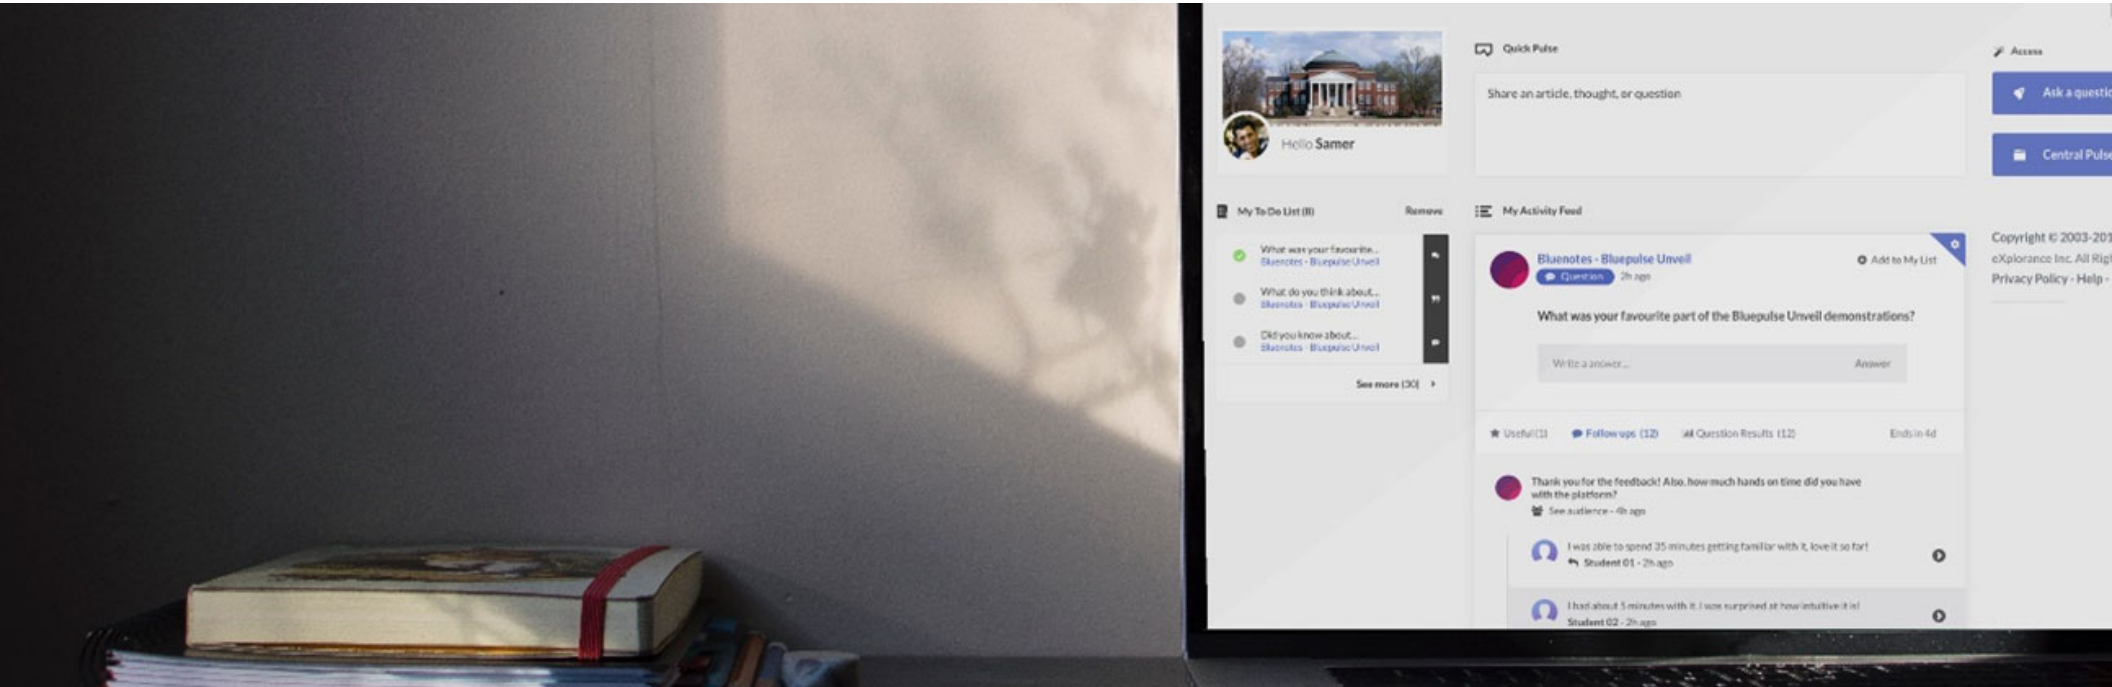 Hello Samer
My To Do List (8)
Remove
What was your favourite...
Bluenotes - Bluepulse Unveil
What do you think about...
Bluenotes - Bluepulse Unveil
Did you know about...
Bluenotes - Bluepulse Unveil
See more (30)
Quick Pulse
Share an article, thought, or question
My Activity Feed
Bluenotes - Bluepulse Unveil
Add to My List
Question
2h ago
What was your favourite part of the Bluepulse Unveil demonstrations?
Write a answer...
Answer
Useful (1)
Follow ups (12)
Question Results (12)
Ends in 4d
Thank you for the feedback! Also, how much hands on time did you have
with the platform?
See audience - 4h ago
I was able to spend 35 minutes getting familiar with it, love it so far!
Student 01 - 2h ago
I had about 5 minutes with it. I was surprised at how intuitive it is!
Student 02 - 2h ago
Access
Ask a questio
Central Pulse
Copyright © 2003-201
eXplorance Inc. All Rig
Privacy Policy - Help -